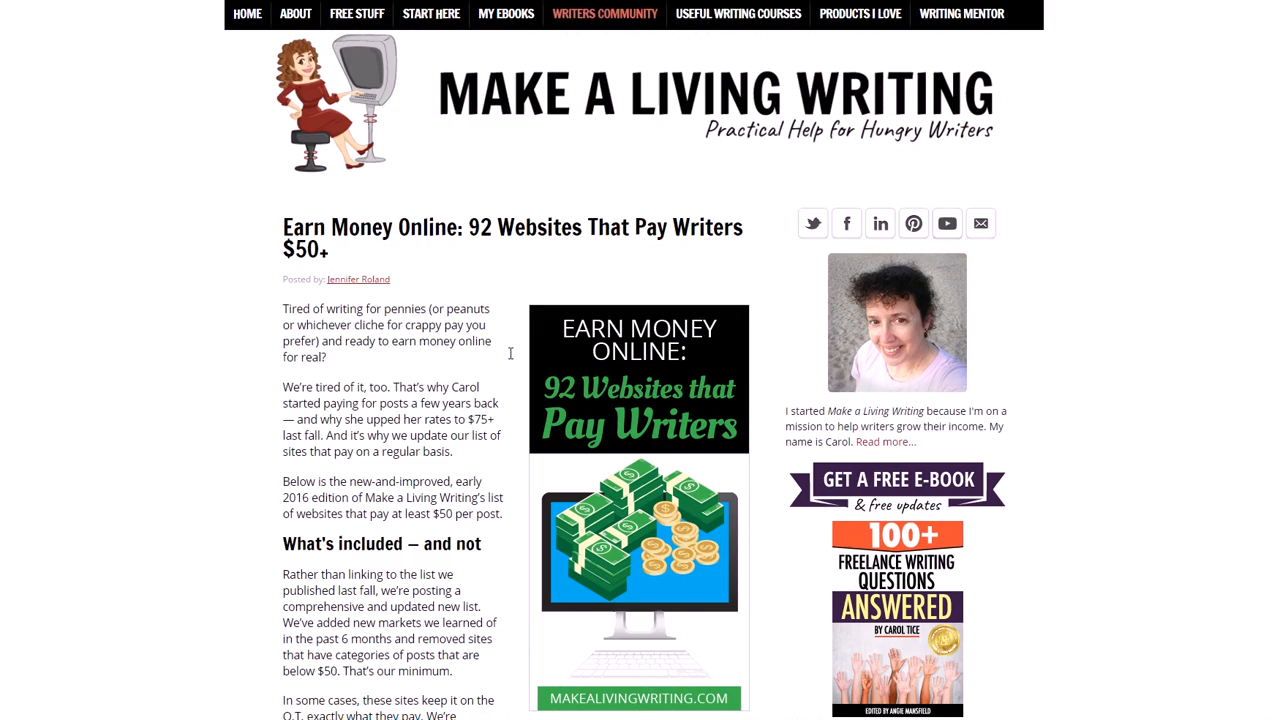 HOME ABOUT FREE STUFF START HERE MY EBOOKS WRITERS COMMUNITY USEFUL WRITING COURSES PRODUCTS I LOVE WRITING MENTOR
MAKE A LIVING WRITING
Practical Help for Hungry Writers
Earn Money Online: 92 Websites That Pay Writers
$50+
Posted by: Jennifer Roland
Tired of writing for pennies (or peanuts
or whichever cliche for crappy pay you
prefer) and ready to earn money online
for real?
We're tired of it, too. That's why Carol
started paying for posts a few years back
— and why she upped her rates to $75+
last fall. And it's why we update our list of
sites that pay on a regular basis.
Below is the new-and-improved, early
2016 edition of Make a Living Writing's list
of websites that pay at least $50 per post.
What's included – and not
Rather than linking to the list we
published last fall, we're posting a
comprehensive and updated new list.
We've added new markets we learned of
in the past 6 months and removed sites
that have categories of posts that are
below $50. That's our minimum.
In some cases, these sites keep it on the
Q.T. exactly what they pay. We're
EARN MONEY
ONLINE:
92 Websites that
Pay Writers
MAKEALIVINGWRITING.COM
I started Make a Living Writing because I'm on a
mission to help writers grow their income. My
name is Carol. Read more...
GET A FREE E-BOOK
& free updates
100+
FREELANCE WRITING
QUESTIONS
ANSWERED
BY CAROL TICE
EDITED BY ANGIE MANSFIELD